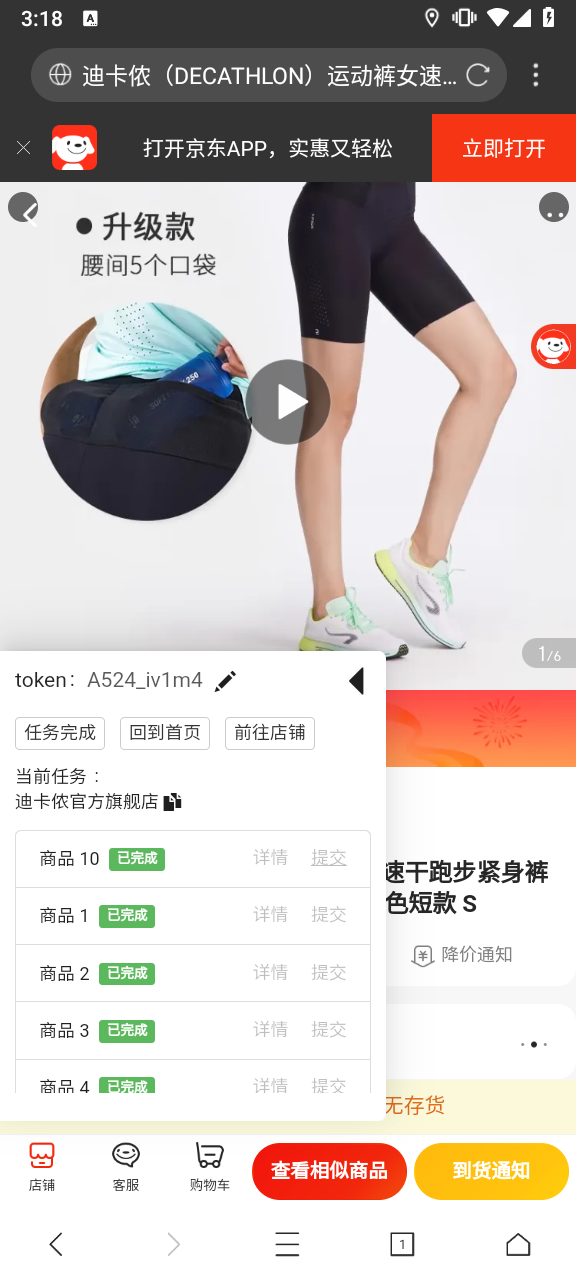 3:18
迪卡侬（DECATHLON）运动裤女速...
打开京东APP，实惠又轻松
立即打开
升级款
腰间5个口袋
1/6
token： A524_iv1m4
任务完成 回到首页 前往店铺
当前任务：
迪卡侬官方旗舰店
商品 10 已完成 详情 提交
商品 1 已完成 详情 提交
商品 2 已完成 详情 提交
商品 3 已完成 详情 提交
商品 4 已完成 详情 提交
速干跑步紧身裤
色短款 S
降价通知
无存货
店铺 客服 购物车 查看相似商品 到货通知
1